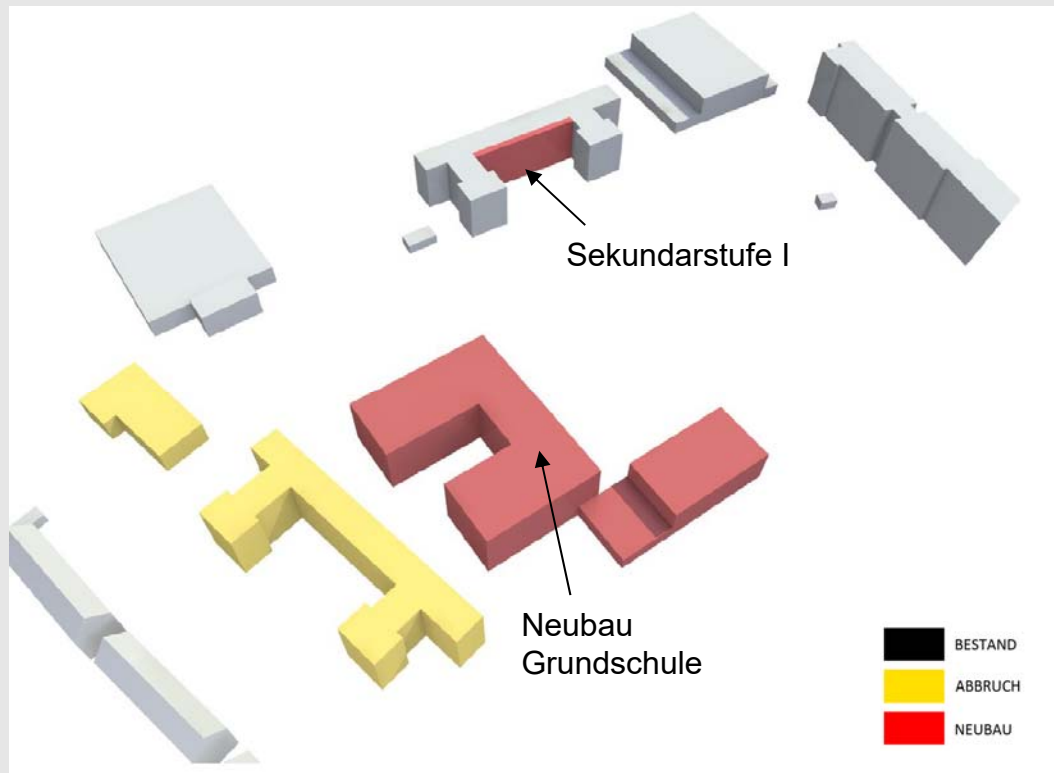 Sekundarstufe I
Neubau
Grundschule
BESTAND
ABBRUCH
NEUBAU